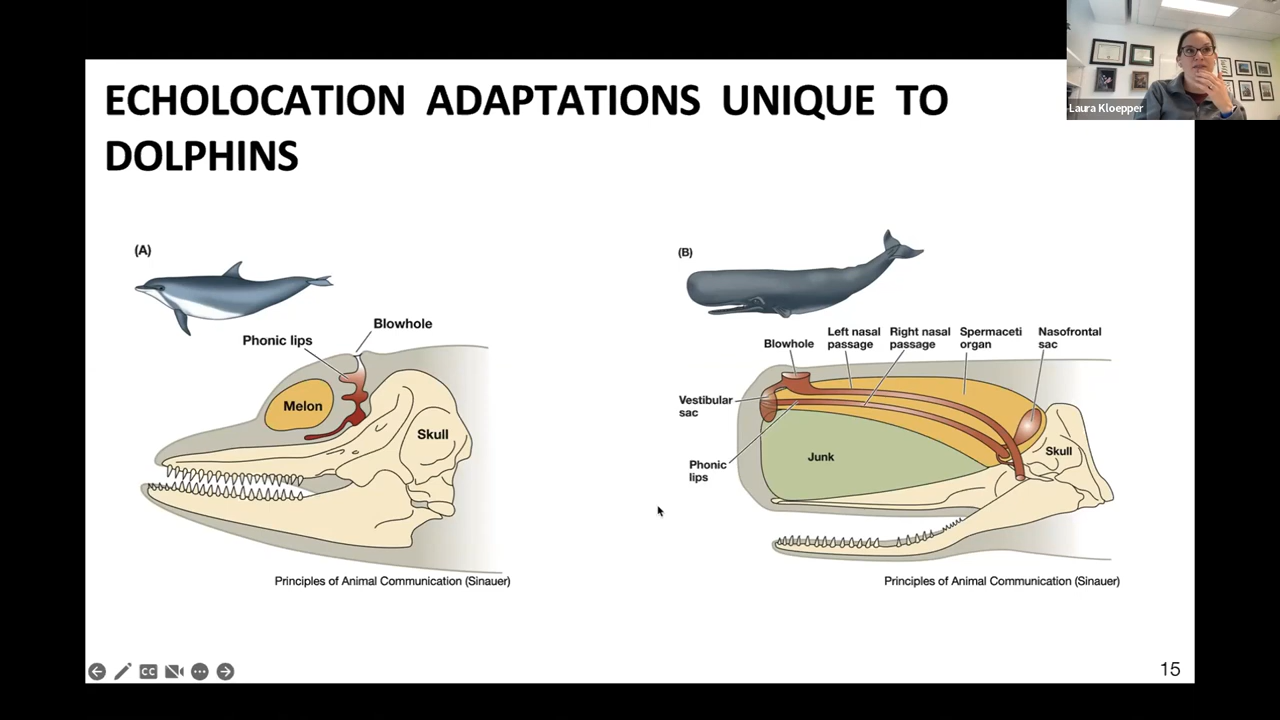 ECHOLOCATION ADAPTATIONS UNIQUE TO
DOLPHINS
Laura Kloepper
(A)
Blowhole
Phonic lips
Melon
Skull
Principles of Animal Communication (Sinauer)
(B)
Blowhole
Left nasal
passage
Right nasal
passage
Spermaceti
organ
Nasofrontal
sac
Vestibular
sac
Phonic
lips
Junk
Skull
Principles of Animal Communication (Sinauer)
CC
15